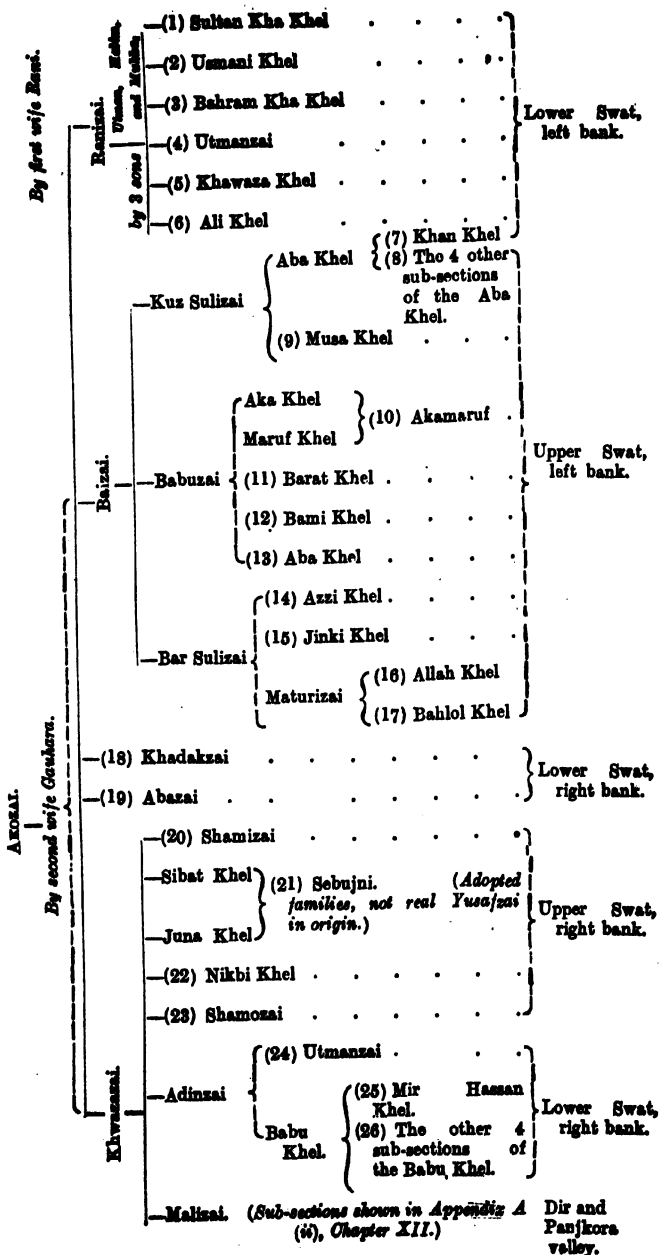 AKOZAI.
By first wife Rani.
By second wife Gauhara.
Ranizai.
by 3 sons
(1) Sultan Kha Khel
(2) Usmani Khel
(3) Bahram Kha Khel
(4) Utmanzai
(5) Khawaza Khel
(6) Ali Khel
Lower Swat,
left bank.
Baizai.
Kuz Sulizai
Aba Khel
(7) Khan Khel
(8) The 4 other
sub-sections
of the Aba
Khel.
(9) Musa Khel
Babuzai
Aka Khel
Maruf Khel
(10) Akamaruf
(11) Barat Khel
(12) Bami Khel
(13) Aba Khel
Bar Sulizai
(14) Azzi Khel
(15) Jinki Khel
Maturizai
(16) Allah Khel
(17) Bahlol Khel
Upper Swat,
left bank.
(18) Khadakzai
(19) Abazai
Lower Swat,
right bank.
Khwazazai.
(20) Shamizai
Sibat Khel
Juna Khel
(21) Sebujni. (Adopted
families, not real Yusafzai
in origin.)
(22) Nikbi Khel
(23) Shamozai
Upper Swat,
right bank.
Adinzai
(24) Utmanzai
Babu
Khel.
(25) Mir Hassan
Khel.
(26) The other 4
sub-sections of
the Babu Khel.
Lower Swat,
right bank.
Malizai. (Sub-sections shown in Appendix A
(ii), Chapter XII.)
Dir and
Panjkora
valley.